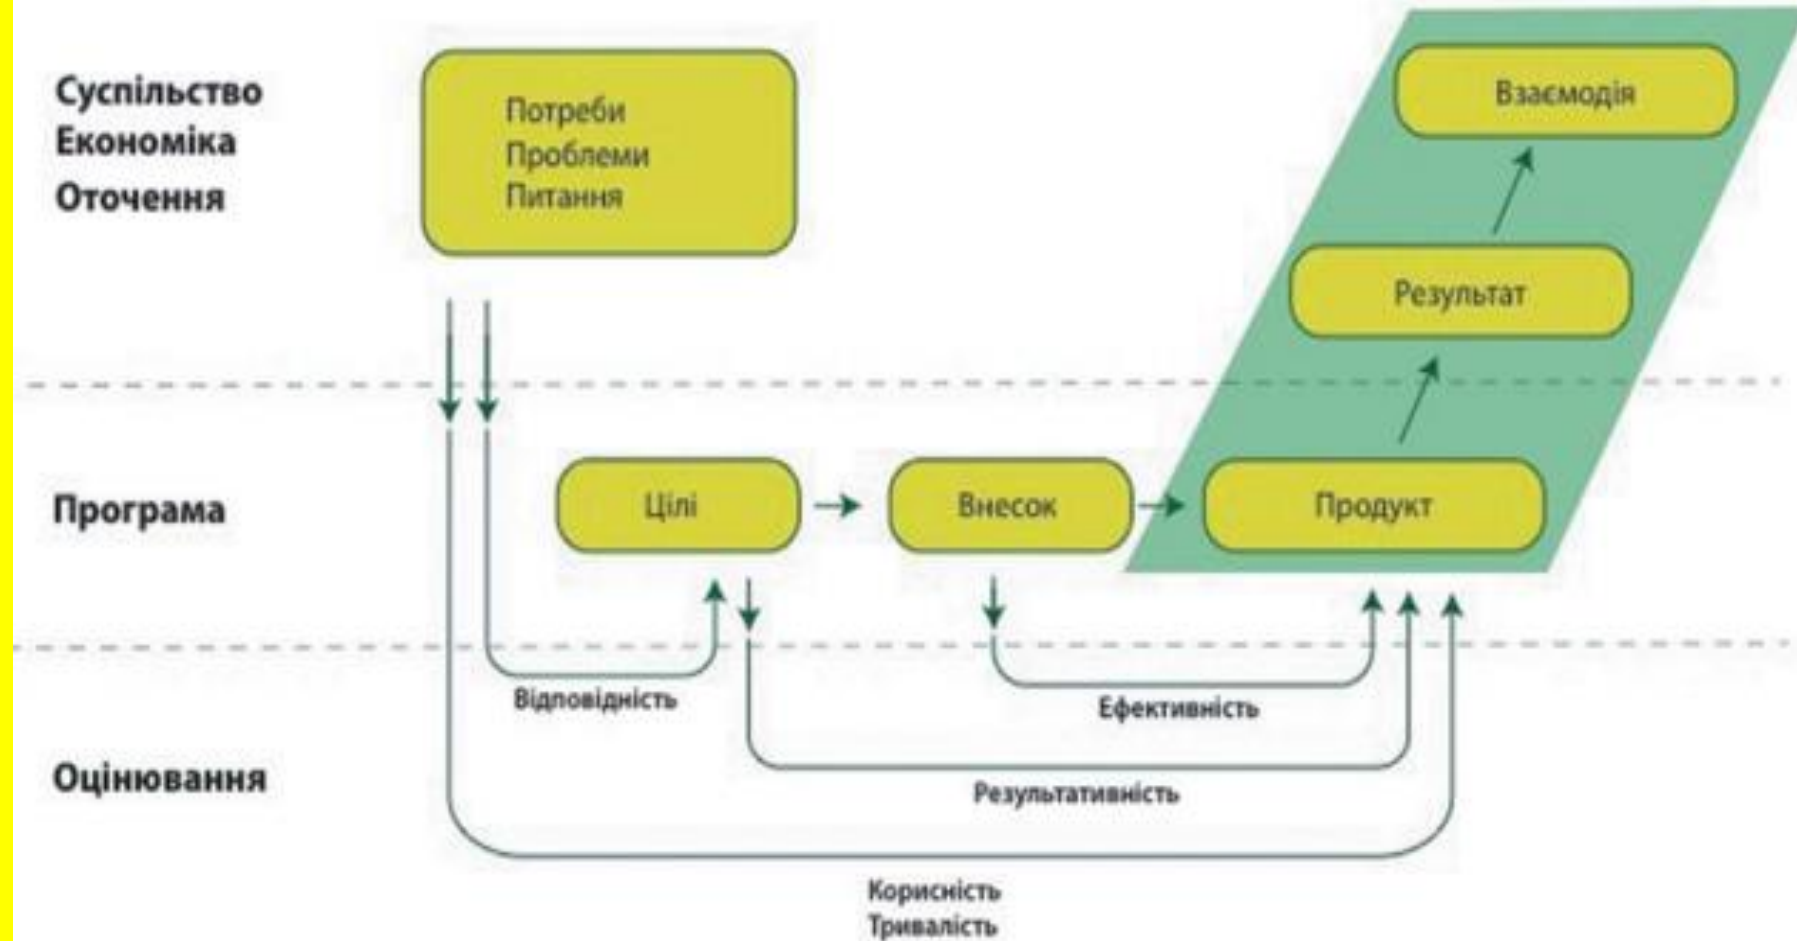 Суспільство
Економіка
Оточення
Потреби
Проблеми
Питання
Взаємодія
Результат
Програма
Цілі
Внесок
Продукт
Оцінювання
Відповідність
Ефективність
Результативність
Корисність
Тривалість